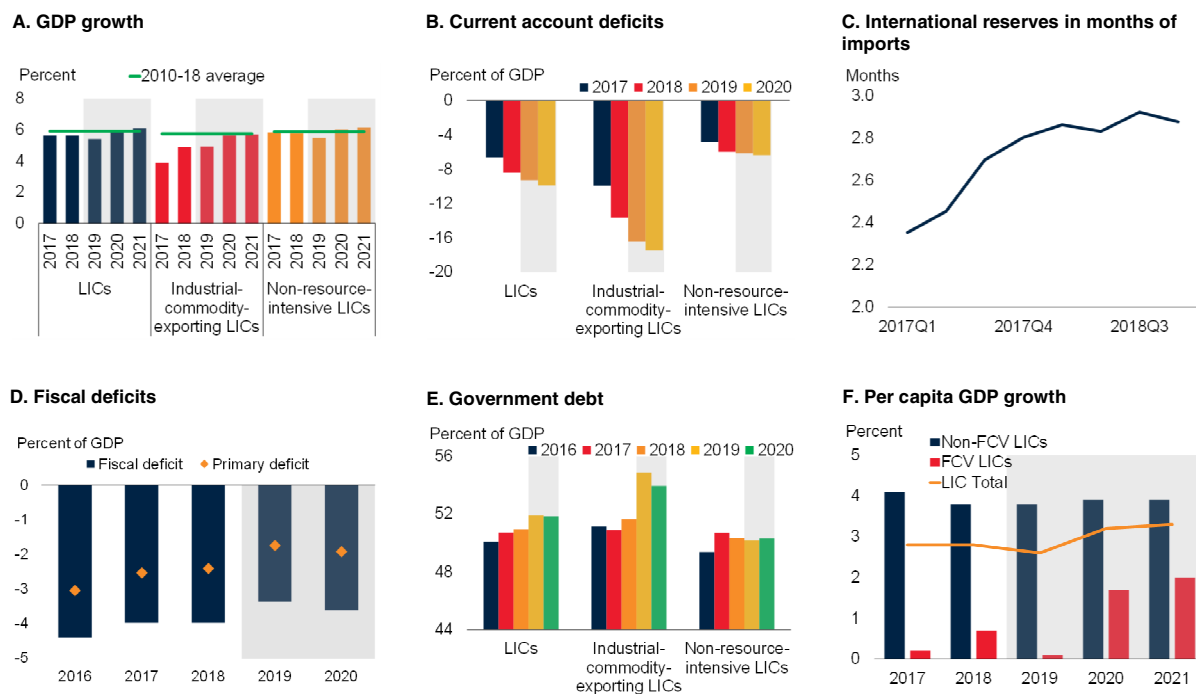 A. GDP growth
Percent
2010-18 average
8
6
4
2
0
2017
2018
2019
2020
2021
2017
2018
2019
2020
2021
2017
2018
2019
2020
2021
LICs
Industrial-
commodity-
exporting LICs
Non-resource-
intensive LICs
B. Current account deficits
Percent of GDP
2017
2018
2019
2020
0
-4
-8
-12
-16
-20
LICs
Industrial-
commodity-
exporting LICs
Non-resource-
intensive LICs
C. International reserves in months of
imports
Months
3.0
2.8
2.6
2.4
2.2
2.0
2017Q1
2017Q4
2018Q3
D. Fiscal deficits
Percent of GDP
Fiscal deficit
Primary deficit
0
-1
-2
-3
-4
-5
2016
2017
2018
2019
2020
E. Government debt
Percent of GDP
2016
2017
2018
2019
2020
56
52
48
44
LICs
Industrial-
commodity-
exporting LICs
Non-resource-
intensive LICs
F. Per capita GDP growth
Percent
Non-FCV LICs
FCV LICs
LIC Total
5
4
3
2
1
0
2017
2018
2019
2020
2021